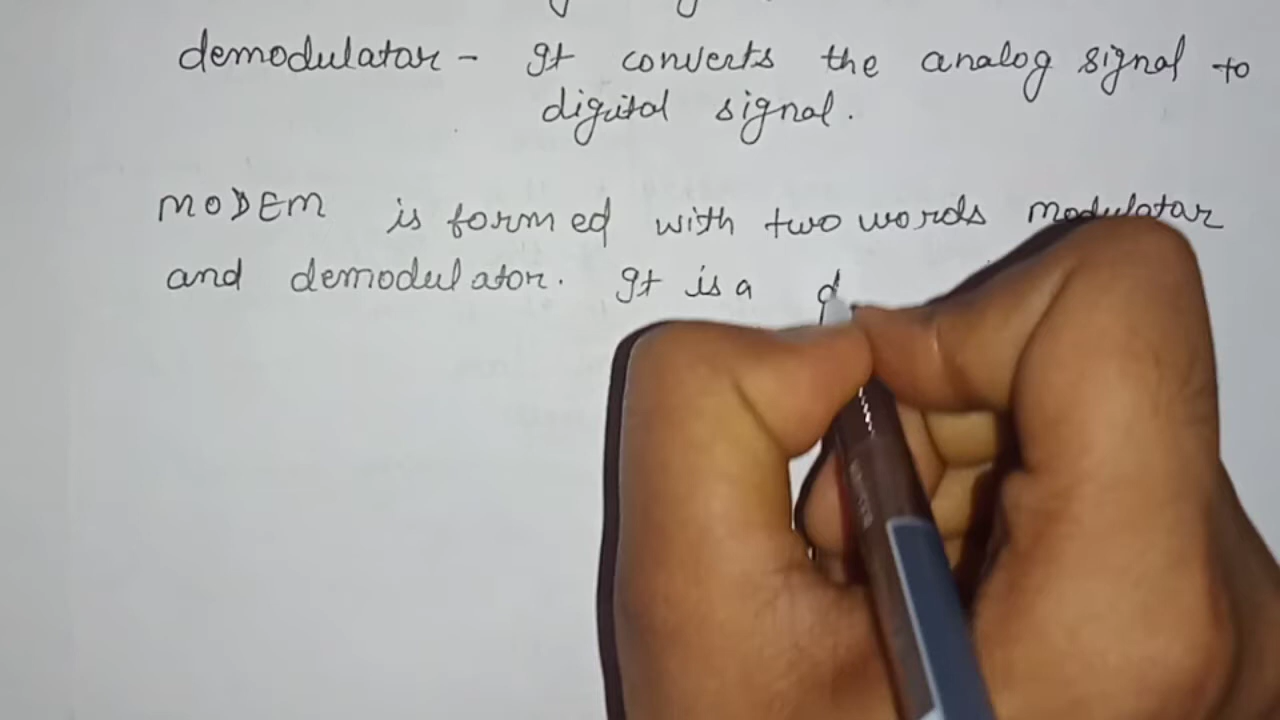 demodulatar - It converts the analog signal to
digital signal.
MODEM is formed with two words modulatar
and demodulator. It is a d